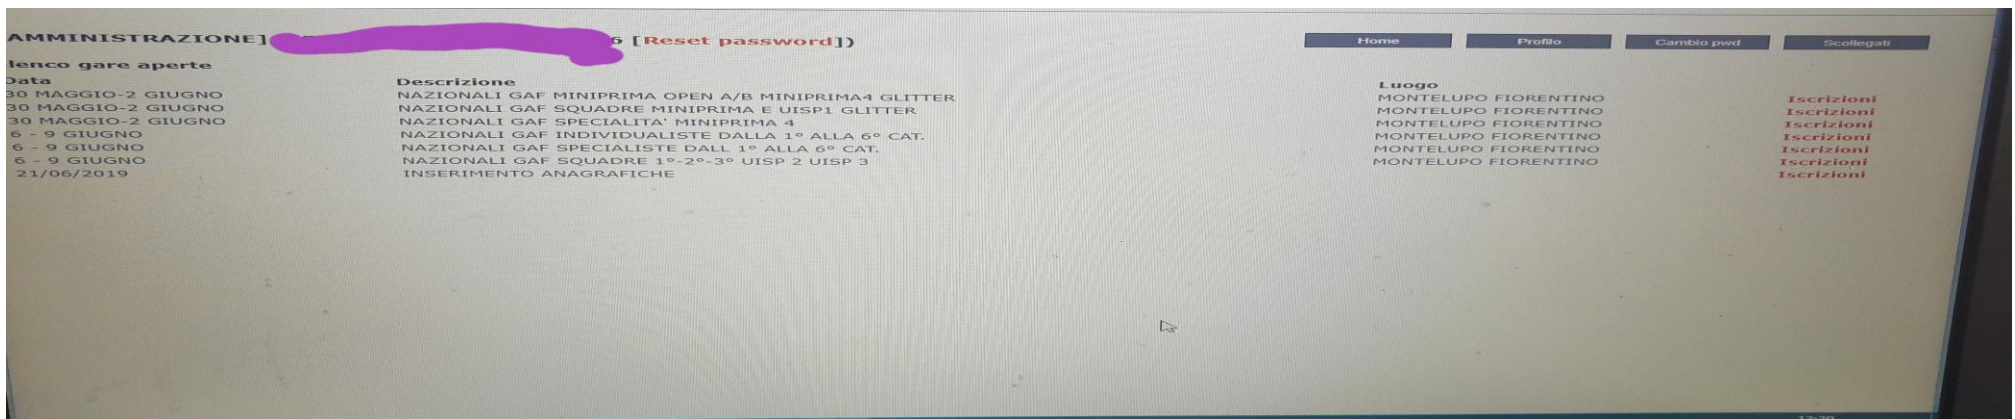 AMMINISTRAZIONE] 6 [Reset password]) Home Profilo Cambio pwd Scollegati
lenco gare aperte
Data Descrizione Luogo
30 MAGGIO-2 GIUGNO NAZIONALI GAF MINIPRIMA OPEN A/B MINIPRIMA4 GLITTER MONTELUPO FIORENTINO Iscrizioni
30 MAGGIO-2 GIUGNO NAZIONALI GAF SQUADRE MINIPRIMA E UISP1 GLITTER MONTELUPO FIORENTINO Iscrizioni
30 MAGGIO-2 GIUGNO NAZIONALI GAF SPECIALITA' MINIPRIMA 4 MONTELUPO FIORENTINO Iscrizioni
6 - 9 GIUGNO NAZIONALI GAF INDIVIDUALISTE DALLA 1° ALLA 6° CAT. MONTELUPO FIORENTINO Iscrizioni
6 - 9 GIUGNO NAZIONALI GAF SPECIALISTE DALL 1° ALLA 6° CAT. MONTELUPO FIORENTINO Iscrizioni
6 - 9 GIUGNO NAZIONALI GAF SQUADRE 1°-2°-3° UISP 2 UISP 3 MONTELUPO FIORENTINO Iscrizioni
21/06/2019 INSERIMENTO ANAGRAFICHE Iscrizioni